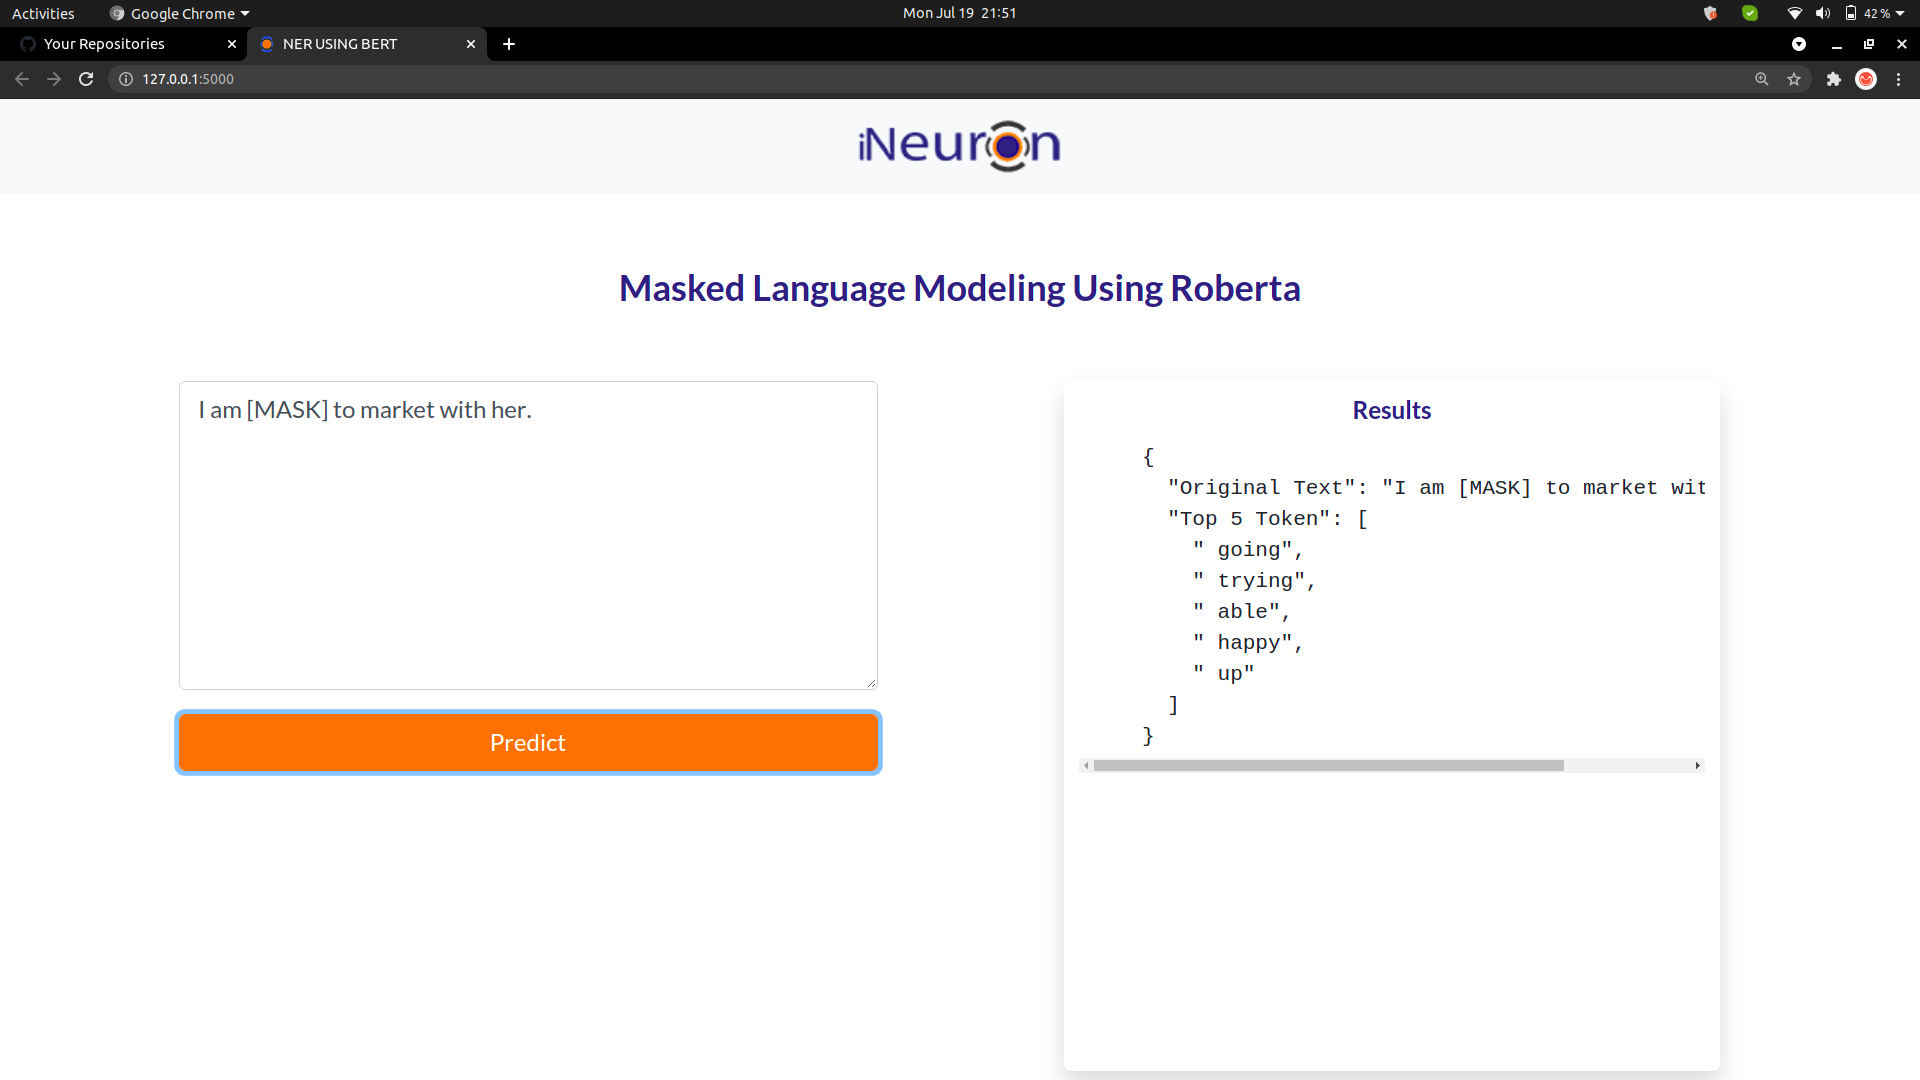 Activities
Google Chrome
Mon Jul 19 21:51
42 %
Your Repositories
NER USING BERT
127.0.0.1:5000
iNeuron
Masked Language Modeling Using Roberta
I am [MASK] to market with her.
Predict
Results
{
"Original Text": "I am [MASK] to market wit
"Top 5 Token": [
" going",
" trying",
" able",
" happy",
" up"
]
}